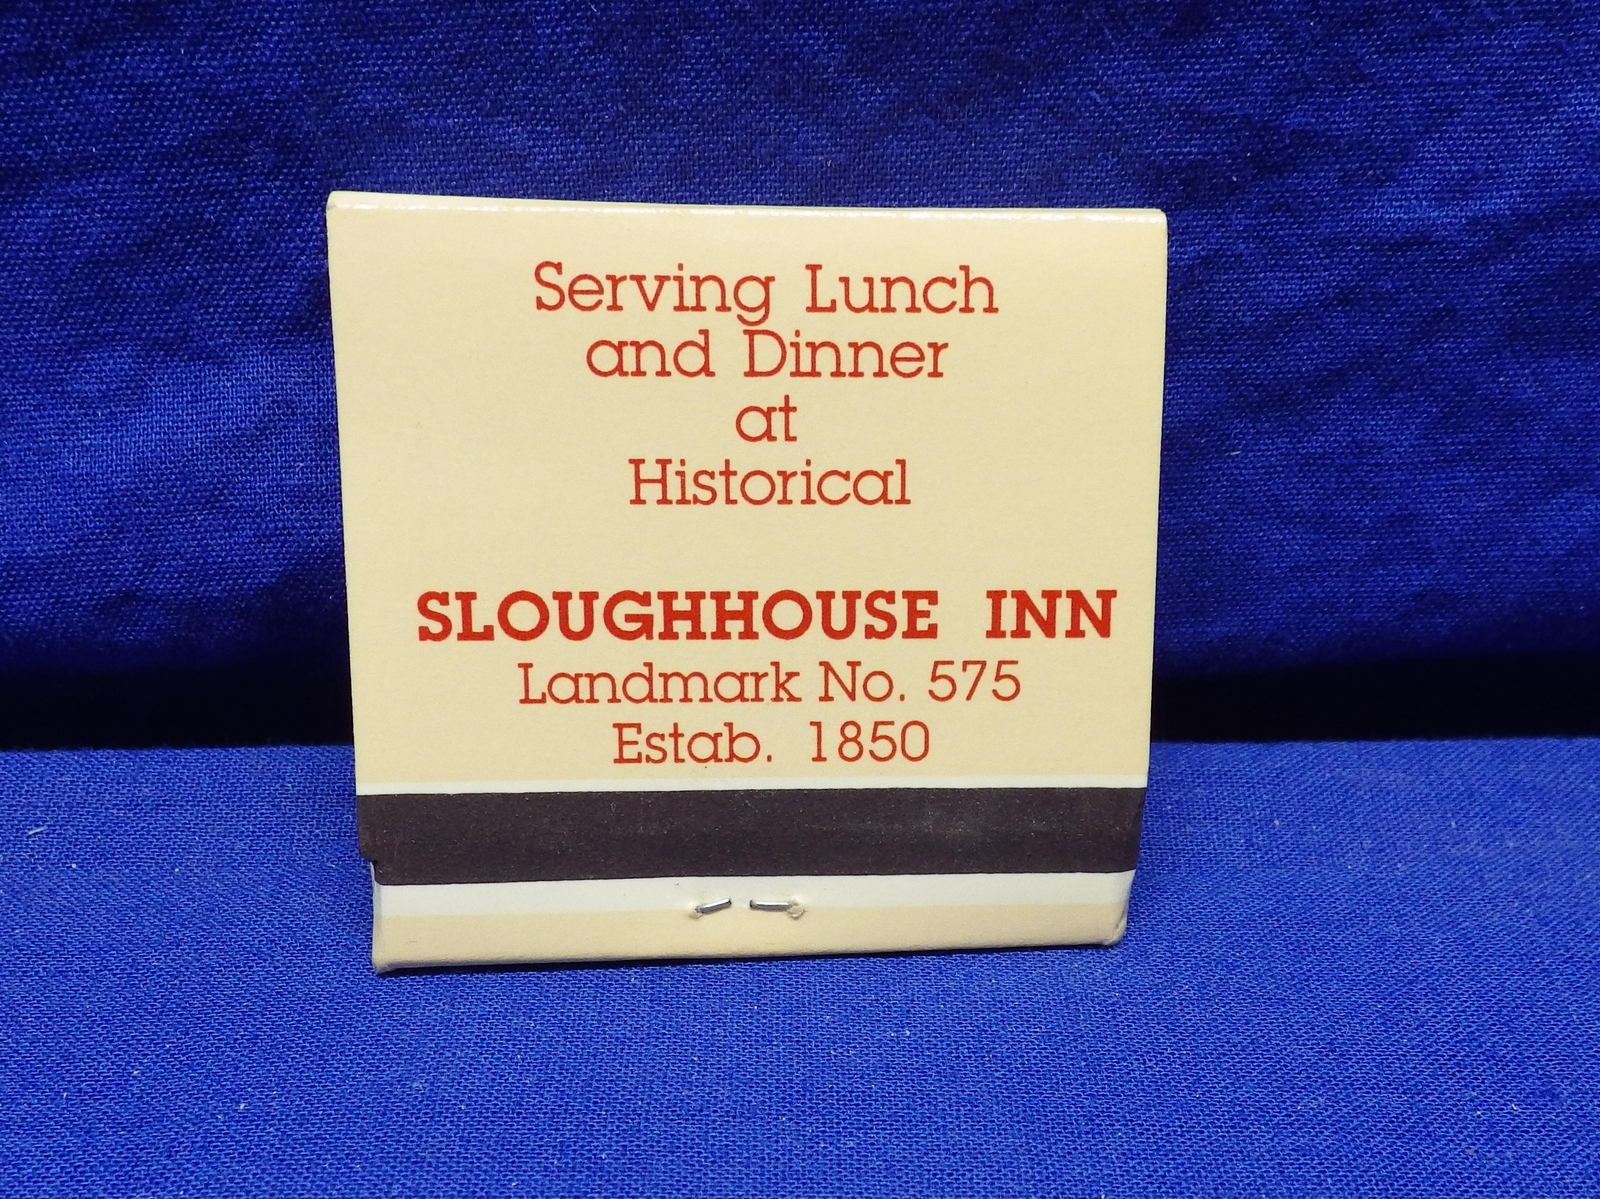 Serving Lunch
and Dinner
at
Historical
SLOUGHHOUSE INN
Landmark No. 575
Estab. 1850